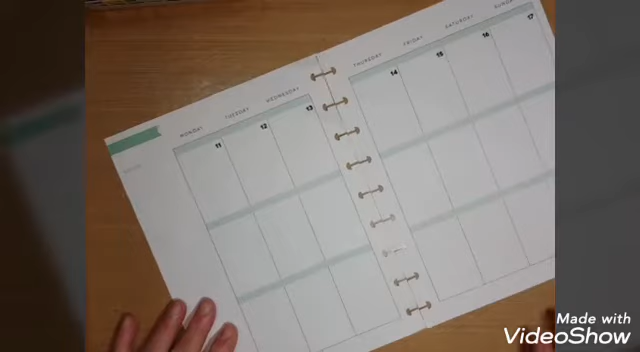 MONDAY TUESDAY WEDNESDAY THURSDAY FRIDAY SATURDAY SUNDAY
11 12 13 14 15 16 17
Made with
VideoShow